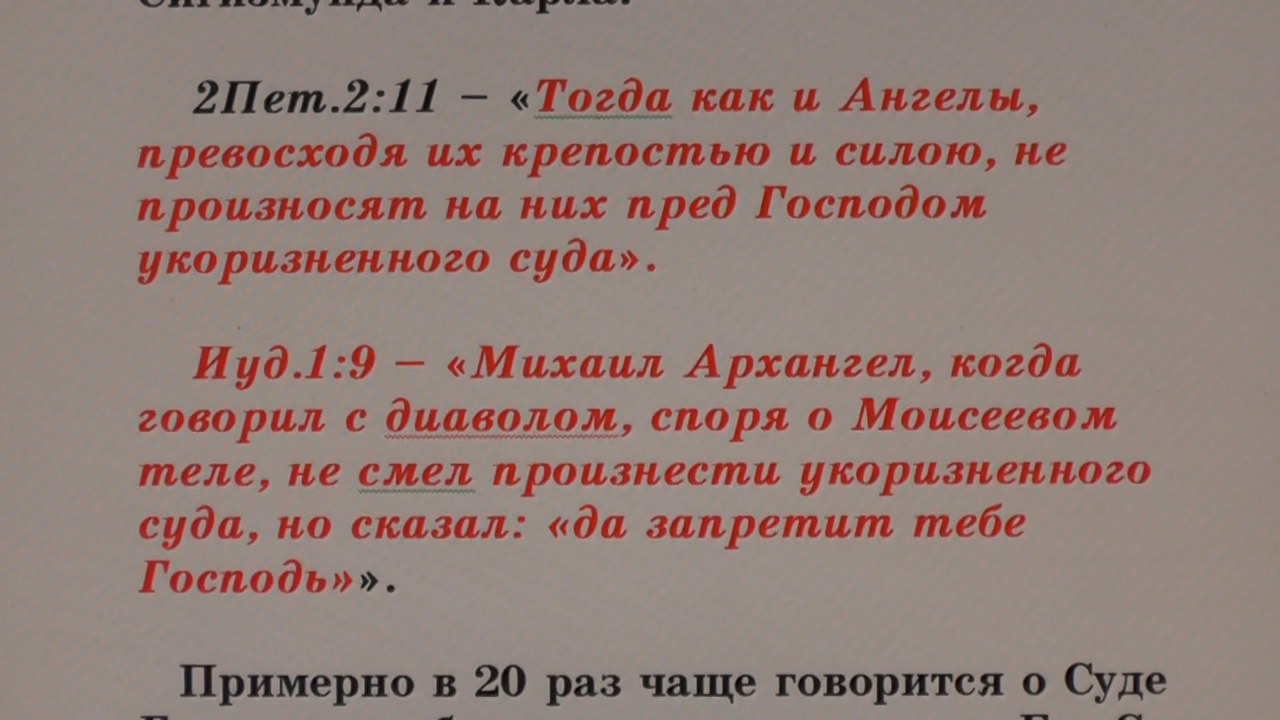 Сигизмунда и Карла.
2Пет.2:11 – «Тогда как и Ангелы,
превосходя их крепостью и силою, не
произносят на них пред Господом
укоризненного суда».
Иуд.1:9 – «Михаил Архангел, когда
говорил с диаволом, споря о Моисеевом
теле, не смел произнести укоризненного
суда, но сказал: «да запретит тебе
Господь»».
Примерно в 20 раз чаще говорится о Суде